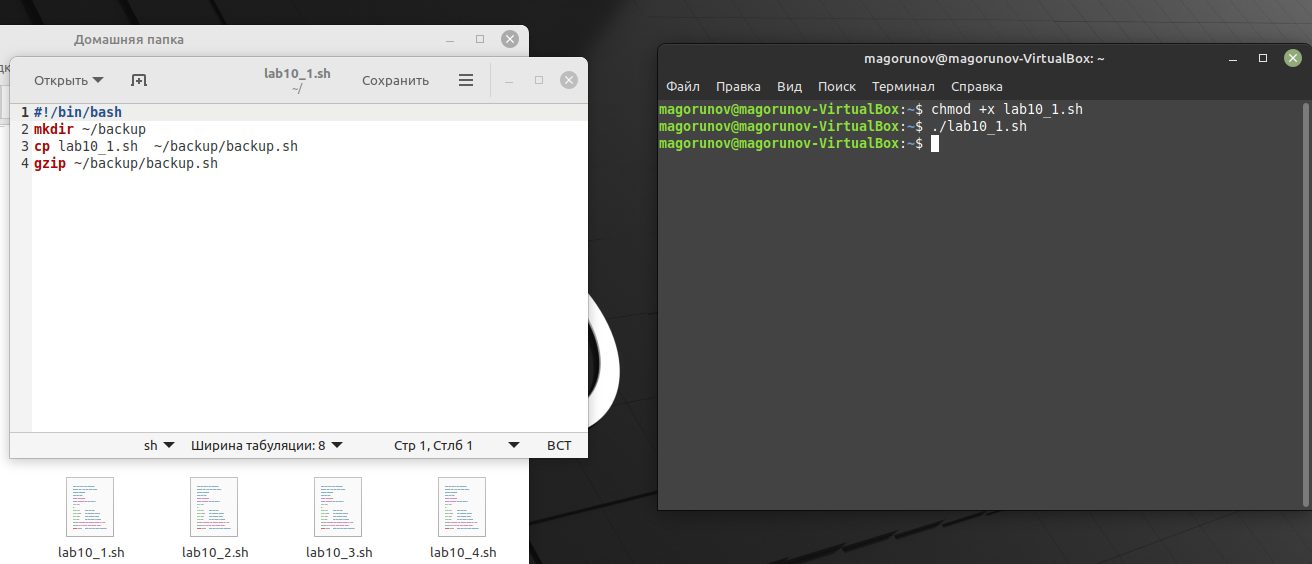 Домашняя папка
Открыть
lab10_1.sh
~/
Сохранить
1 #!/bin/bash
2 mkdir ~/backup
3 cp lab10_1.sh  ~/backup/backup.sh
4 gzip ~/backup/backup.sh
sh
Ширина табуляции: 8
Стр 1, Стлб 1
ВСТ
lab10_1.sh
lab10_2.sh
lab10_3.sh
lab10_4.sh
magorunov@magorunov-VirtualBox: ~
Файл Правка Вид Поиск Терминал Справка
magorunov@magorunov-VirtualBox:~$ chmod +x lab10_1.sh
magorunov@magorunov-VirtualBox:~$ ./lab10_1.sh
magorunov@magorunov-VirtualBox:~$